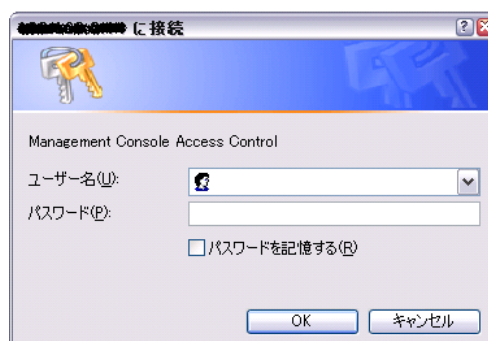 に接続
Management Console Access Control
ユーザー名(U):
パスワード(P):
パスワードを記憶する(R)
OK
キャンセル